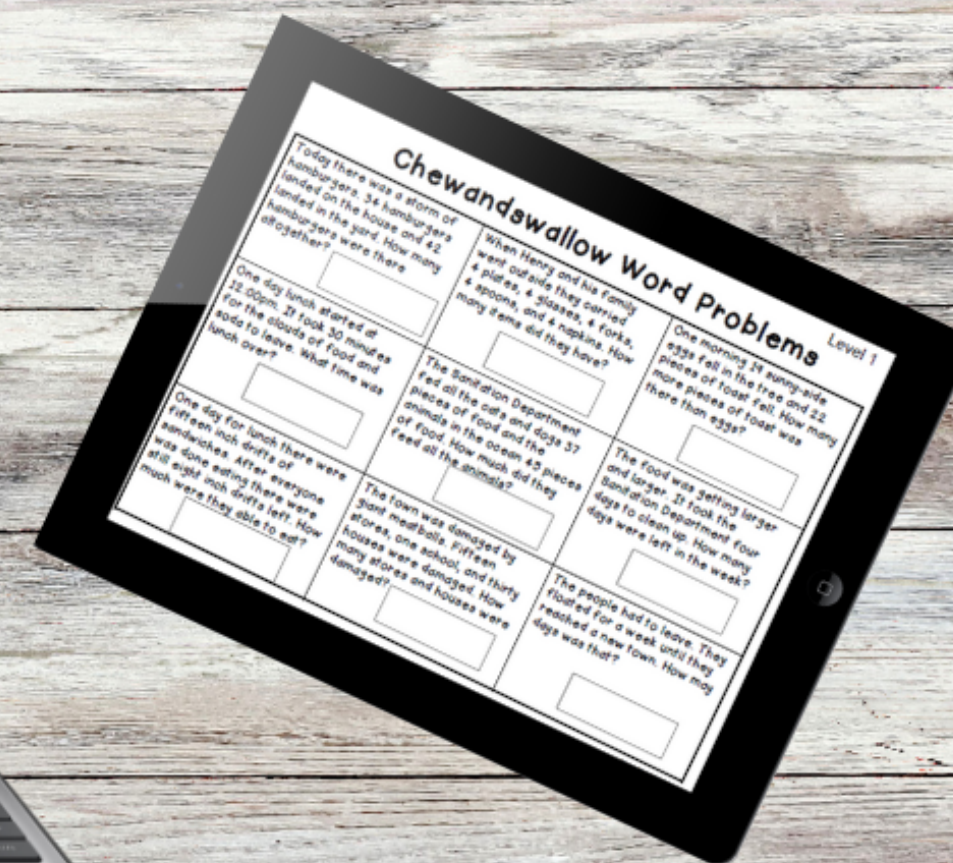 Chewandswallow Word Problems
Level 1
Today there was a storm of
hamburgers. 34 hamburgers
landed on the house and 42
landed in the yard. How many
hamburgers were there
altogether?
When Henry and his family
went outside they carried
4 plates, 4 glasses, 4 forks,
4 spoons, and 4 napkins. How
many items did they have?
One morning sunny-side
eggs fell in the tree and 22
pieces of toast fell. How many
more pieces of toast was
there than eggs?
One day lunch started at
12:00pm. It took 30 minutes
for the clouds of food and
soda to leave. What time was
lunch over?
The Sanitation Department
fed all the cats and dogs 37
pieces of food and the
animals in the ocean 45 pieces
of food. How much did they
feed all the animals?
The food was getting larger
and larger. It took the
Sanitation Department four
days to clean up. How many
days were left in the week?
One day for lunch there were
fifteen inch drifts of
sandwiches. After everyone
was done eating there were
still eight inch drifts left. How
much were they able to eat?
The town was damaged by
giant meatballs. Fifteen
stores, one school, and thirty
houses were damaged. How
many stores and houses were
damaged?
The people had to leave. They
floated for a week until they
reached a new town. How may
days was that?